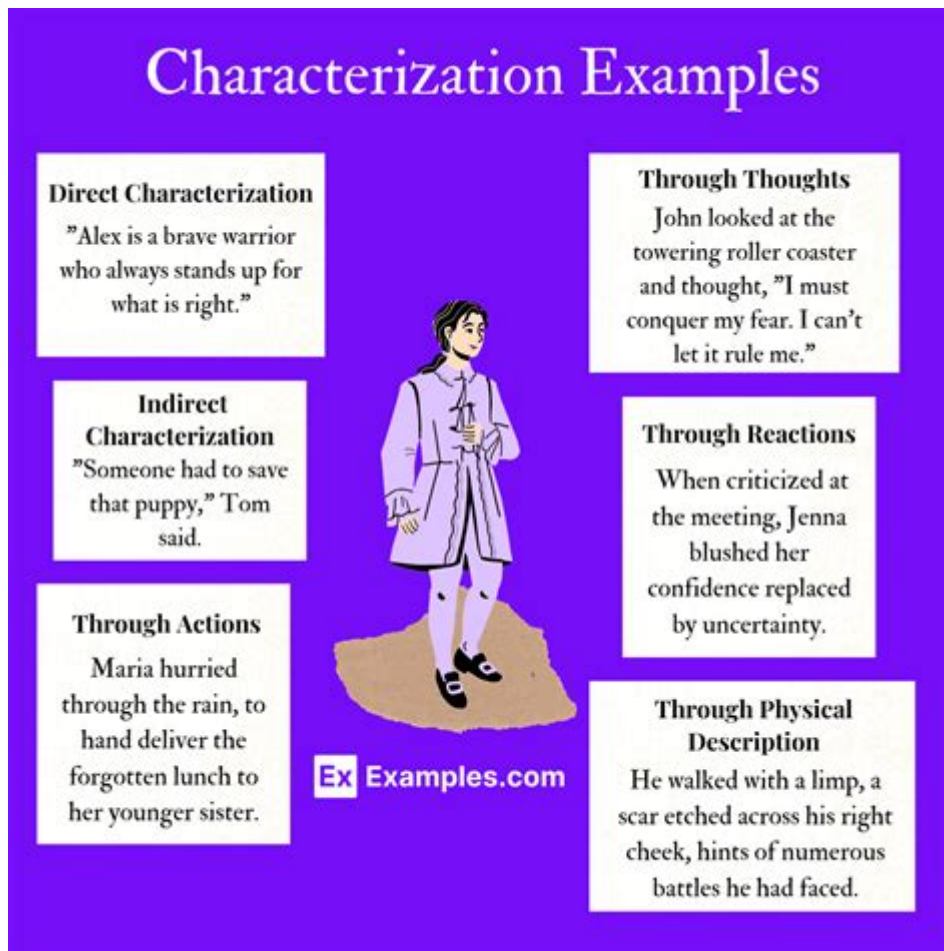 Characterization Examples
Direct Characterization
"Alex is a brave warrior
who always stands up for
what is right."
Indirect
Characterization
"Someone had to save
that puppy," Tom
said.
Through Actions
Maria hurried
through the rain, to
hand deliver the
forgotten lunch to
her younger sister.
Through Thoughts
John looked at the
towering roller coaster
and thought, "I must
conquer my fear. I can't
let it rule me."
Through Reactions
When criticized at
the meeting, Jenna
blushed her
confidence replaced
by uncertainty.
Through Physical
Description
He walked with a limp, a
scar etched across his right
cheek, hints of numerous
battles he had faced.
Ex Examples.com